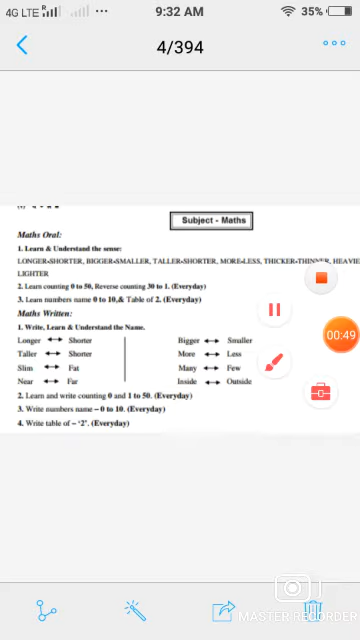 4G LTE R 9:32 AM 35%
4/394
Subject - Maths
Maths Oral:
1. Learn & Understand the sense:
LONGER-SHORTER, BIGGER-SMALLER, TALLER-SHORTER, MORE-LESS, THICKER-THINNER, HEAVIE
LIGHTER
2. Learn counting 0 to 50, Reverse counting 30 to 1. (Everyday)
3. Learn numbers name 0 to 10,& Table of 2. (Everyday)
Maths Written:
1. Write, Learn & Understand the Name.
Longer ↔ Shorter Bigger ↔ Smaller
Taller ↔ Shorter More ↔ Less
Slim ↔ Fat Many ↔ Few
Near ↔ Far Inside ↔ Outside
2. Learn and write counting 0 and 1 to 50. (Everyday)
3. Write numbers name – 0 to 10. (Everyday)
4. Write table of – ‘2’. (Everyday)
00:49
MASTER RECORDER